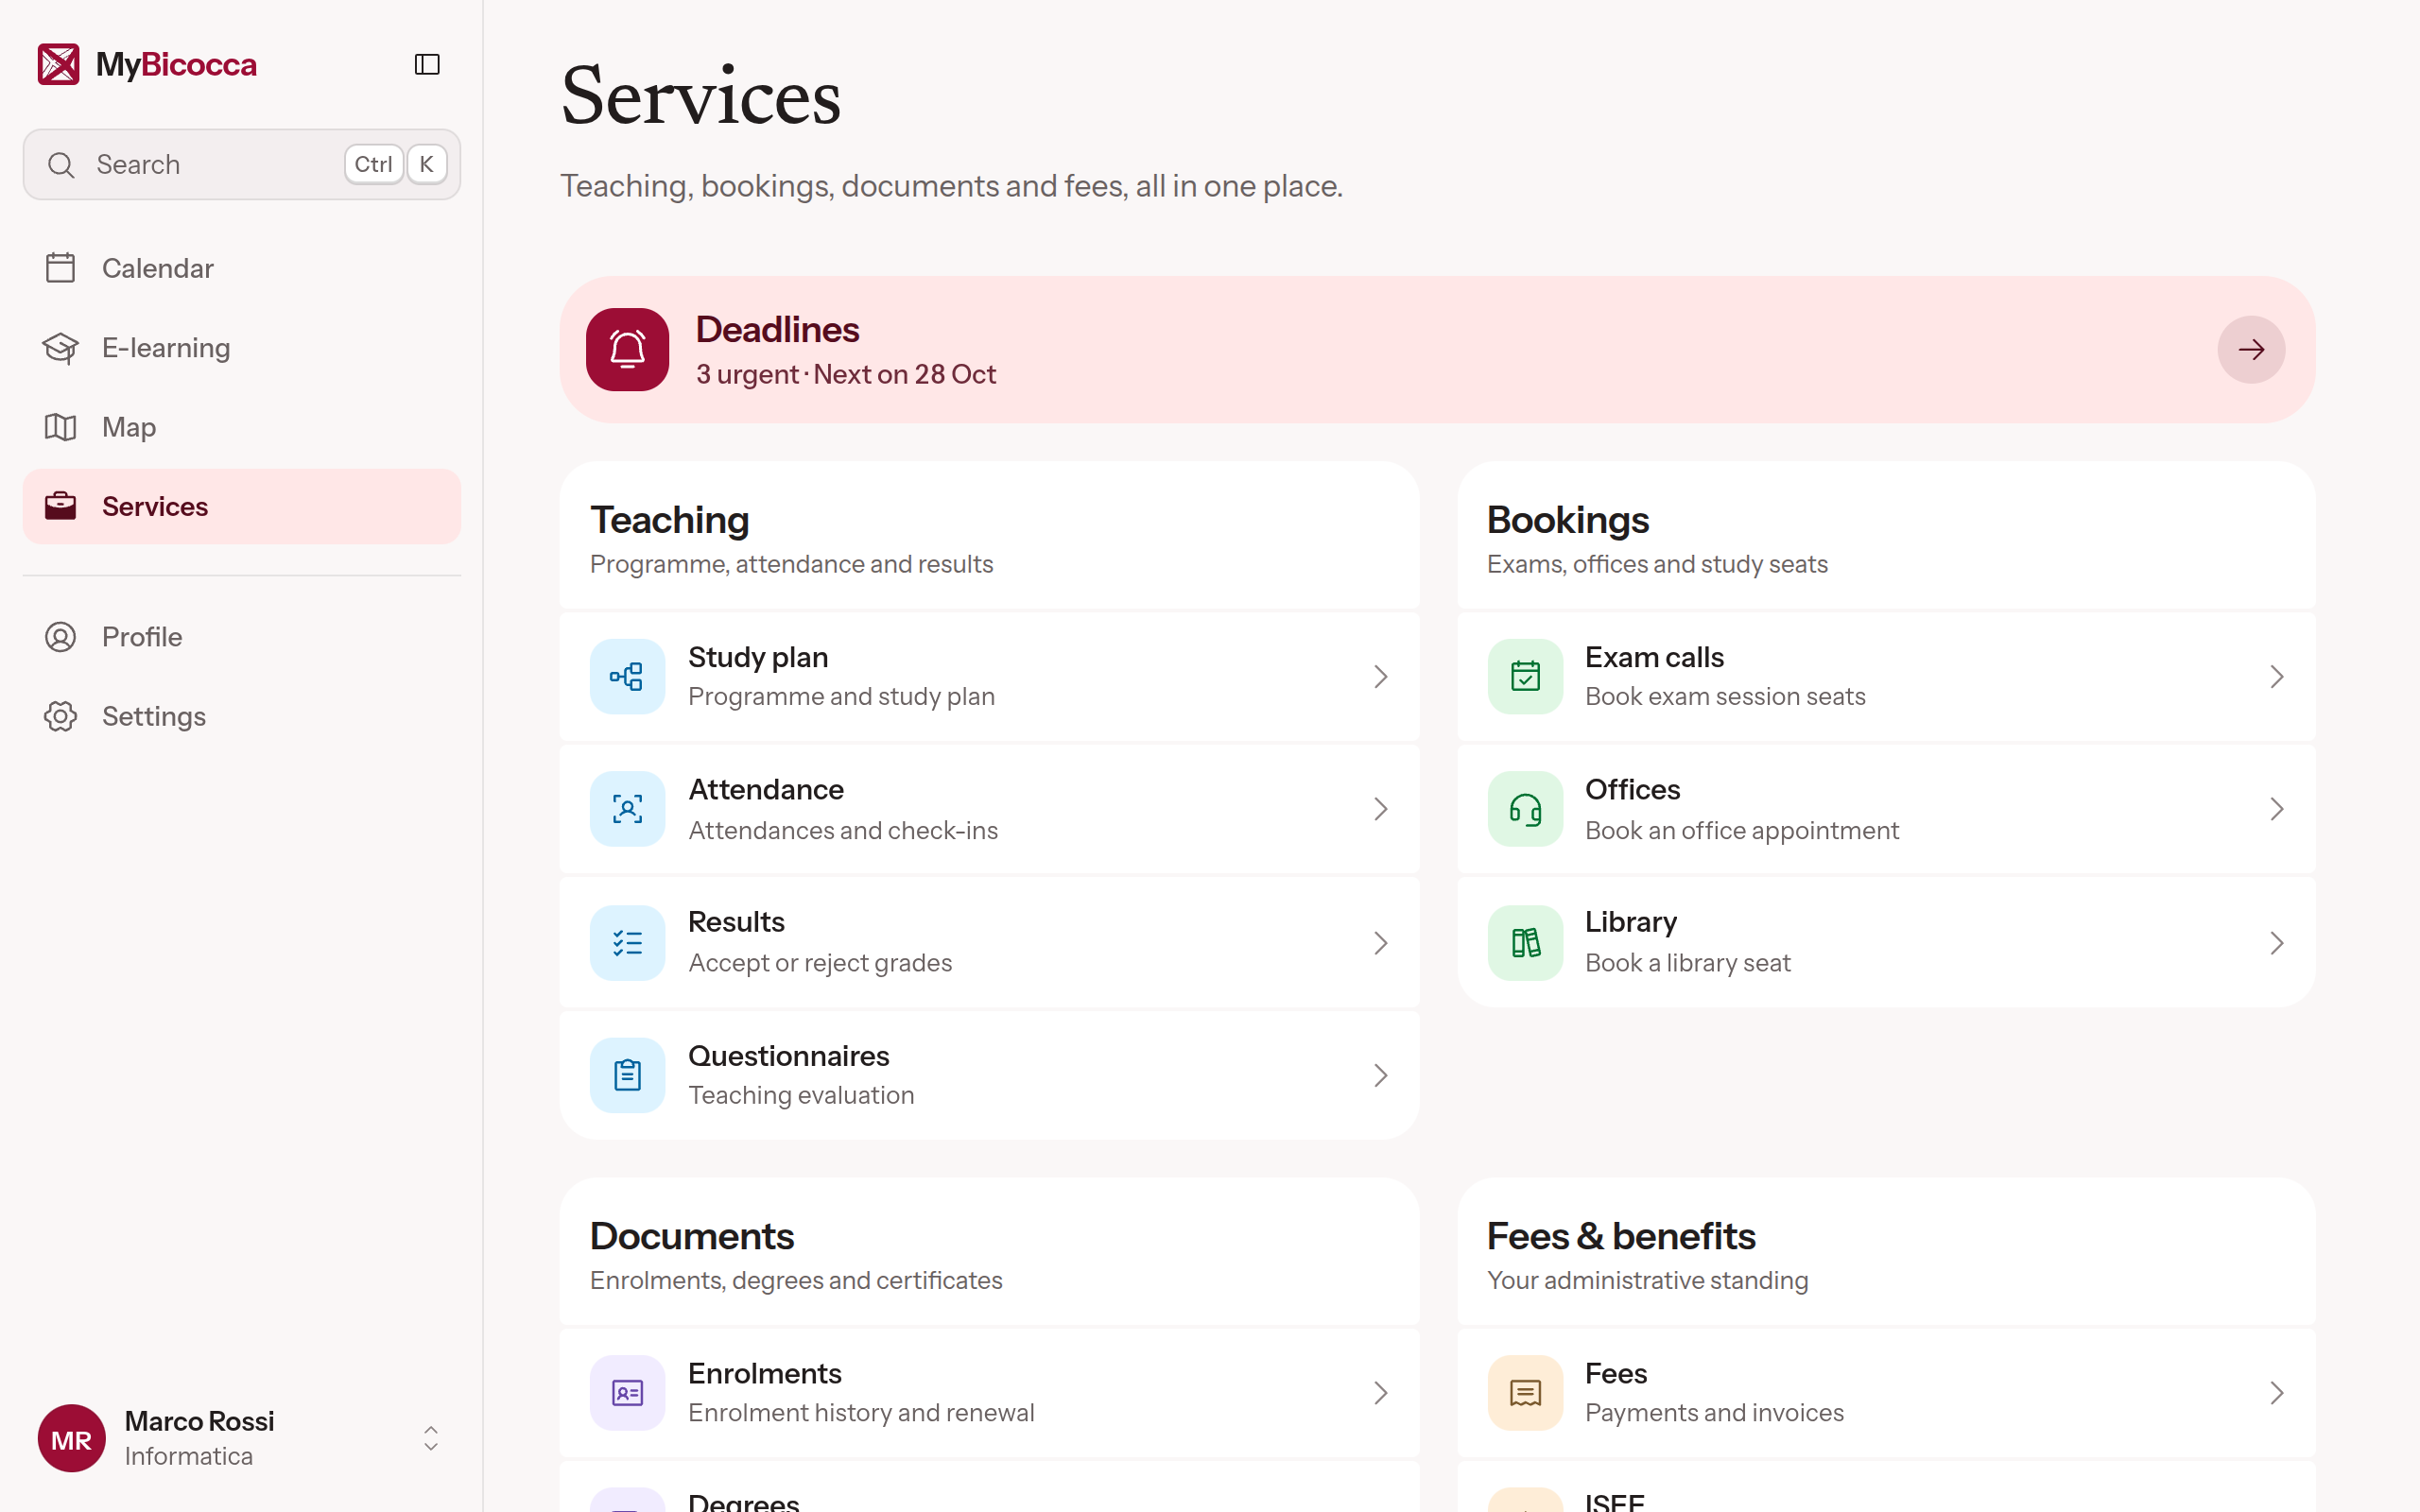 MyBicocca
Search
Ctrl K
Calendar
E-learning
Map
Services
Profile
Settings
MR
Marco Rossi
Informatica
Services
Teaching, bookings, documents and fees, all in one place.
Deadlines
3 urgent · Next on 28 Oct
Teaching
Programme, attendance and results
Study plan
Programme and study plan
Attendance
Attendances and check-ins
Results
Accept or reject grades
Questionnaires
Teaching evaluation
Bookings
Exams, offices and study seats
Exam calls
Book exam session seats
Offices
Book an office appointment
Library
Book a library seat
Documents
Enrolments, degrees and certificates
Enrolments
Enrolment history and renewal
Degrees
Fees & benefits
Your administrative standing
Fees
Payments and invoices
ISEE